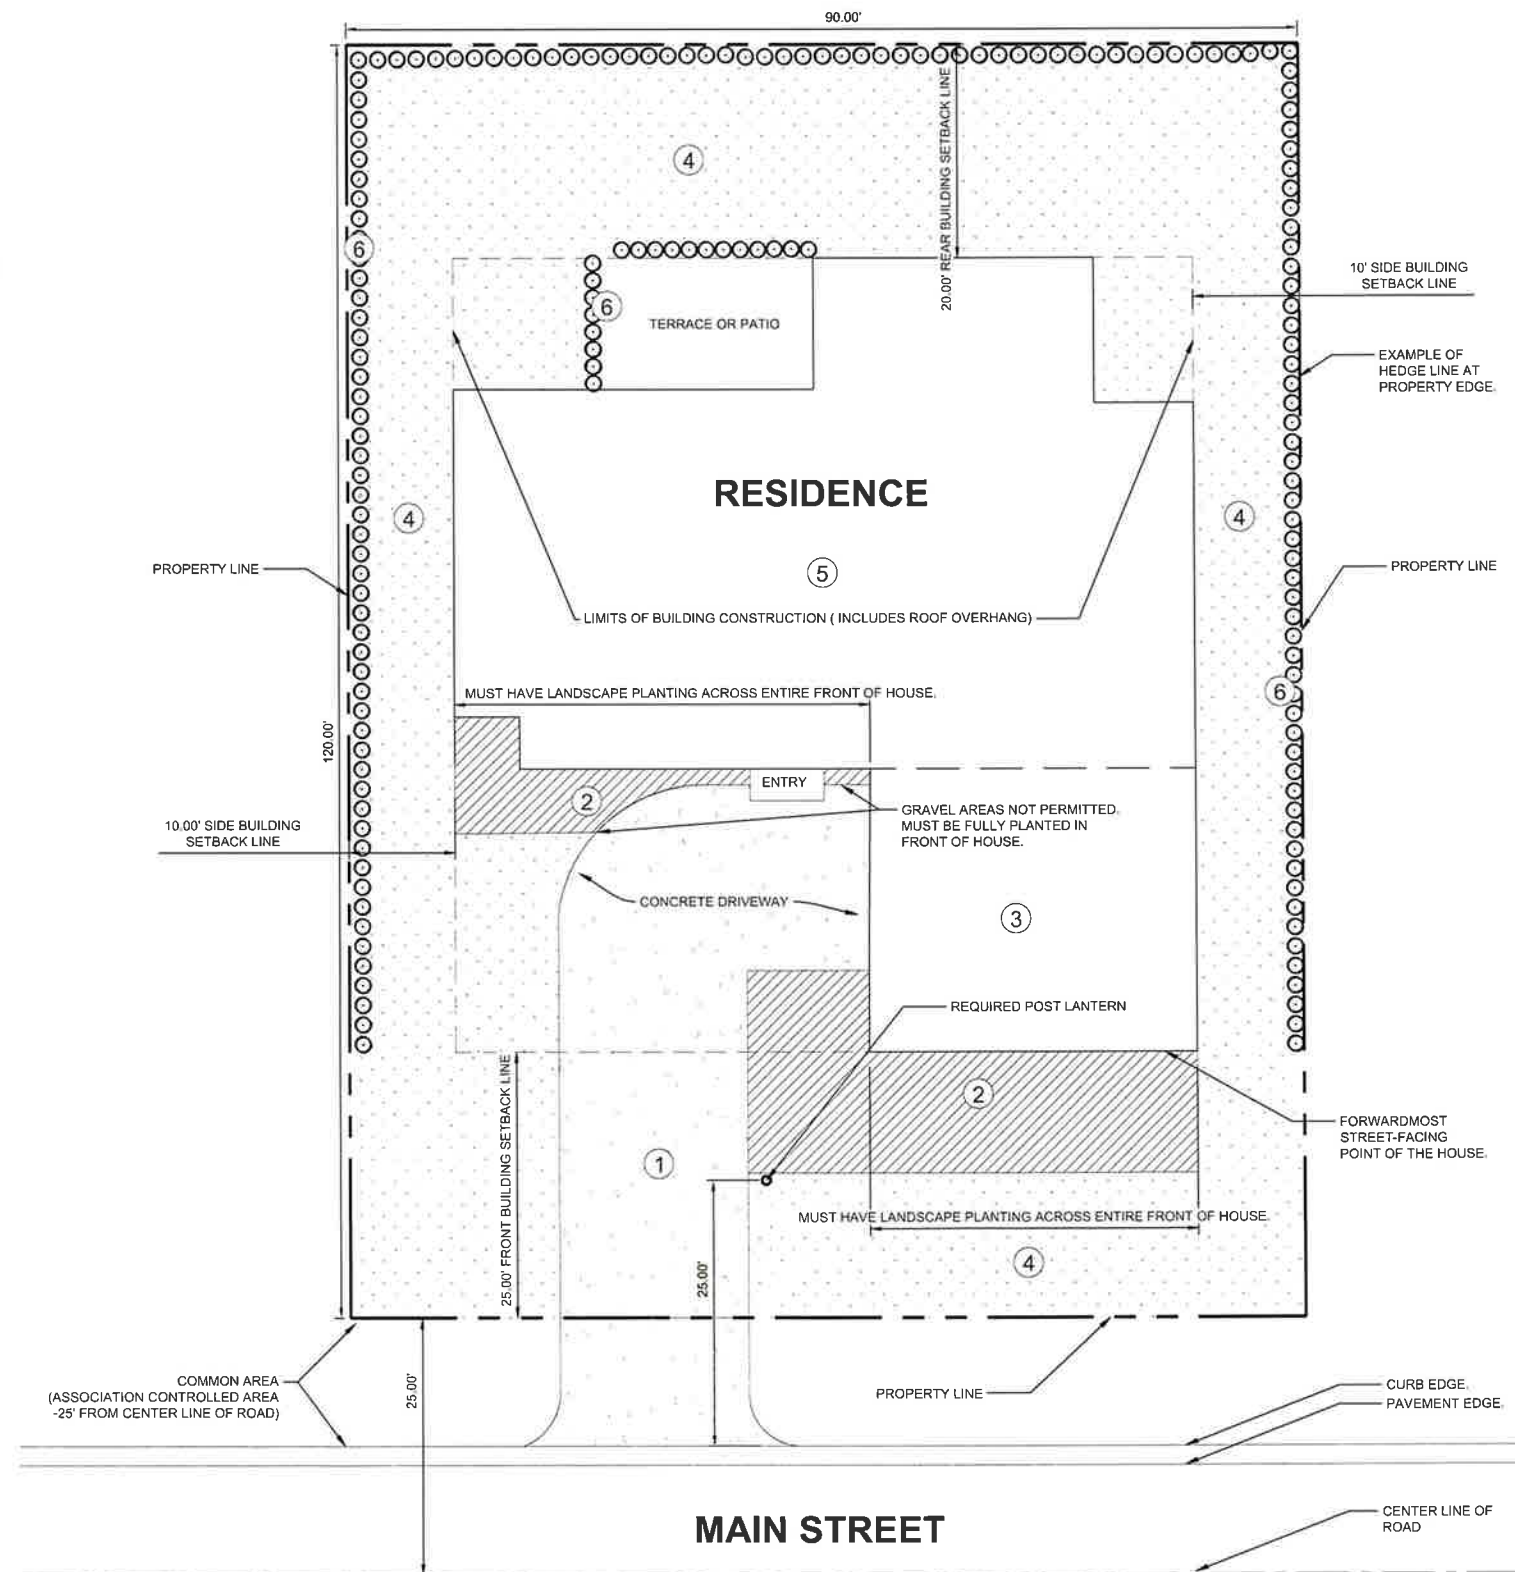 90.00'
4
20.00' REAR BUILDING SETBACK LINE
6
10' SIDE BUILDING
SETBACK LINE
6
TERRACE OR PATIO
EXAMPLE OF
HEDGE LINE AT
PROPERTY EDGE.
RESIDENCE
4
4
PROPERTY LINE
5
PROPERTY LINE
LIMITS OF BUILDING CONSTRUCTION ( INCLUDES ROOF OVERHANG)
6
MUST HAVE LANDSCAPE PLANTING ACROSS ENTIRE FRONT OF HOUSE.
120.00'
ENTRY
2
GRAVEL AREAS NOT PERMITTED.
MUST BE FULLY PLANTED IN
FRONT OF HOUSE.
10.00' SIDE BUILDING
SETBACK LINE
CONCRETE DRIVEWAY
3
REQUIRED POST LANTERN
25.00' FRONT BUILDING SETBACK LINE
2
FORWARDMOST
STREET-FACING
POINT OF THE HOUSE.
1
MUST HAVE LANDSCAPE PLANTING ACROSS ENTIRE FRONT OF HOUSE.
4
25.00'
COMMON AREA
(ASSOCIATION CONTROLLED AREA
-25' FROM CENTER LINE OF ROAD)
25.00'
PROPERTY LINE
CURB EDGE.
PAVEMENT EDGE.
MAIN STREET
CENTER LINE OF
ROAD